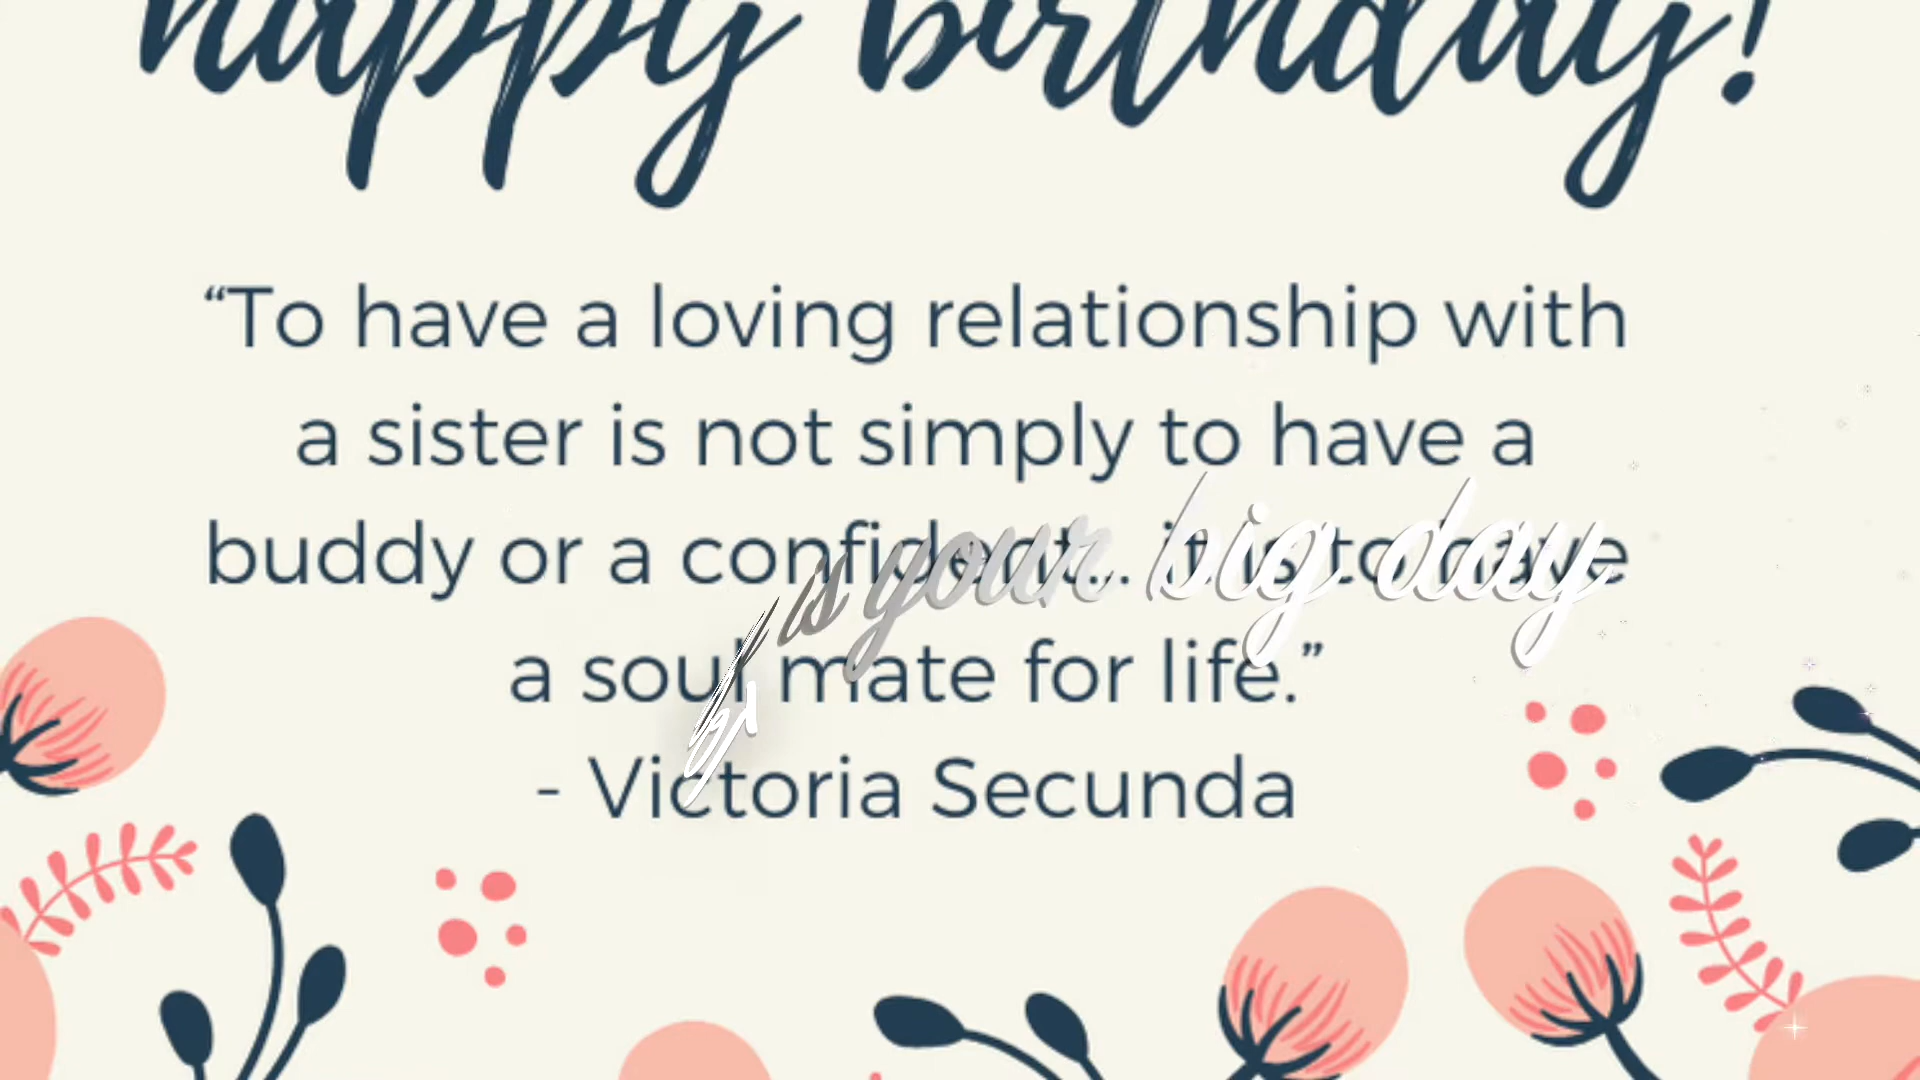 happy birthday!
“To have a loving relationship with
a sister is not simply to have a
buddy or a confident... it is to have
a soul mate for life.”
- Victoria Secunda
is your big day